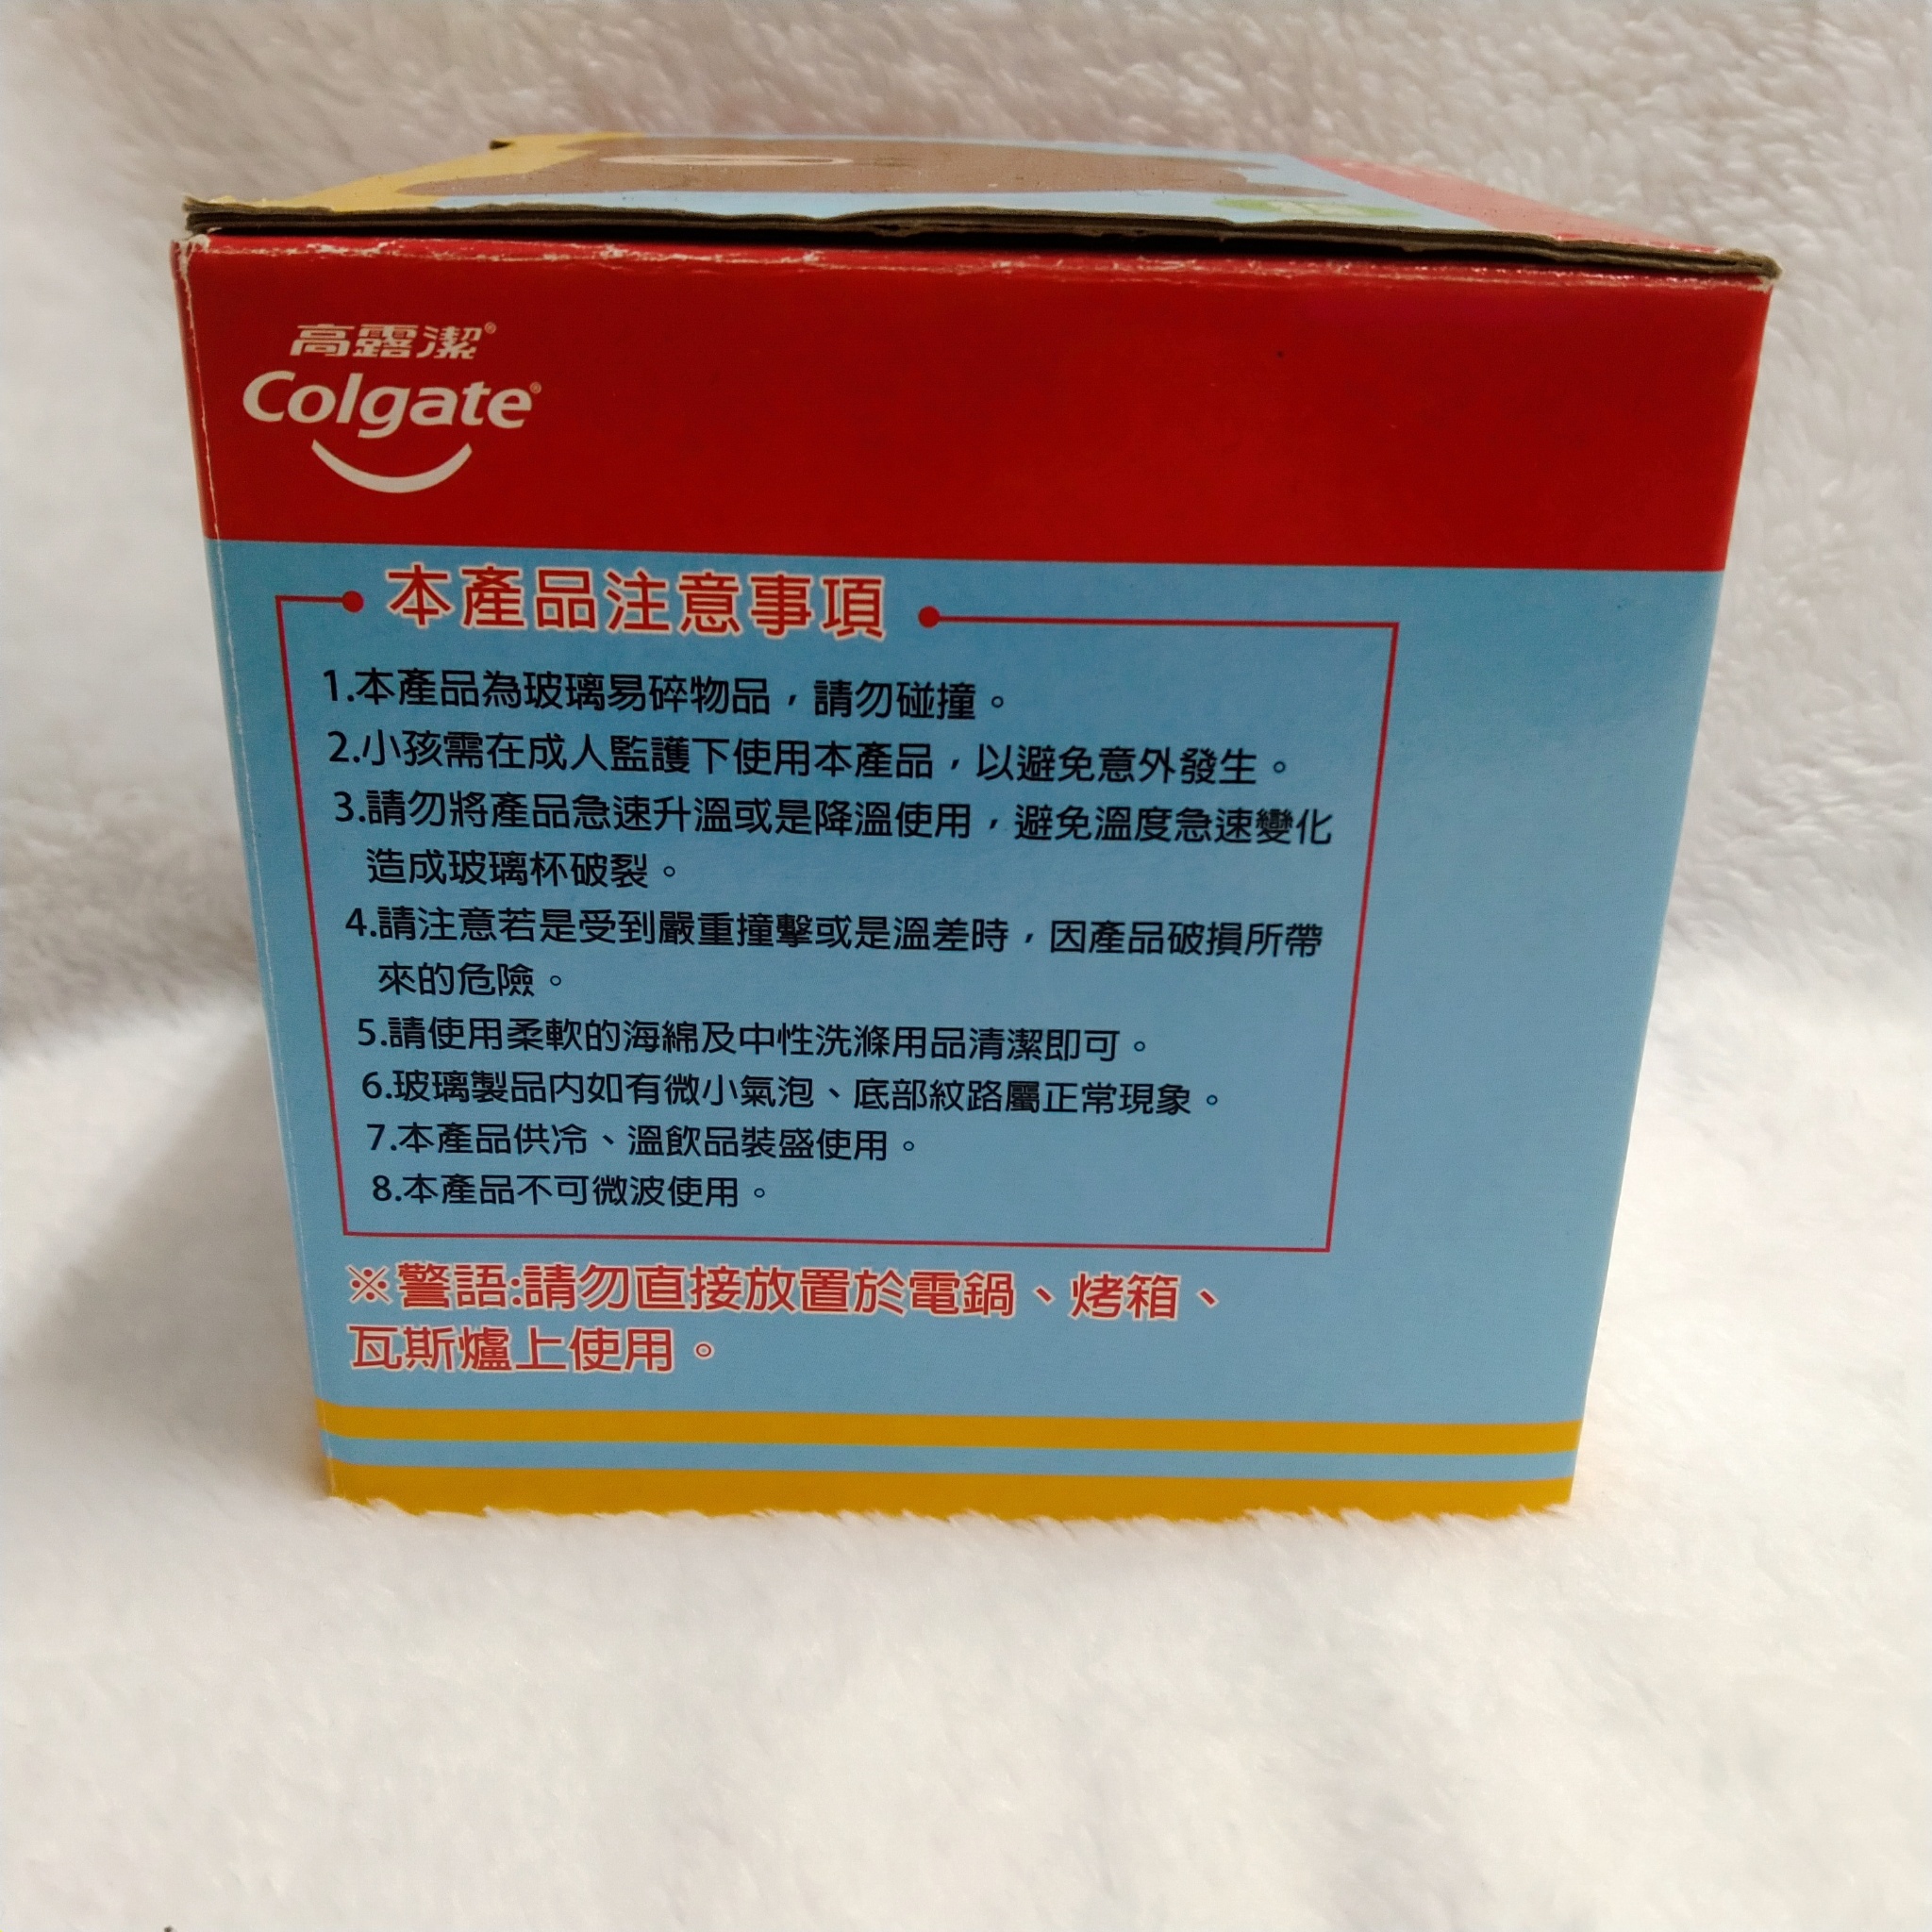 高露潔®
Colgate®
本產品注意事項
1.本產品為玻璃易碎物品，請勿碰撞。
2.小孩需在成人監護下使用本產品，以避免意外發生。
3.請勿將產品急速升溫或是降溫使用，避免溫度急速變化
造成玻璃杯破裂。
4.請注意若是受到嚴重撞擊或是溫差時，因產品破損所帶
來的危險。
5.請使用柔軟的海綿及中性洗滌用品清潔即可。
6.玻璃製品內如有微小氣泡、底部紋路屬正常現象。
7.本產品供冷、溫飲品裝盛使用。
8.本產品不可微波使用。
※警語:請勿直接放置於電鍋、烤箱、
瓦斯爐上使用。